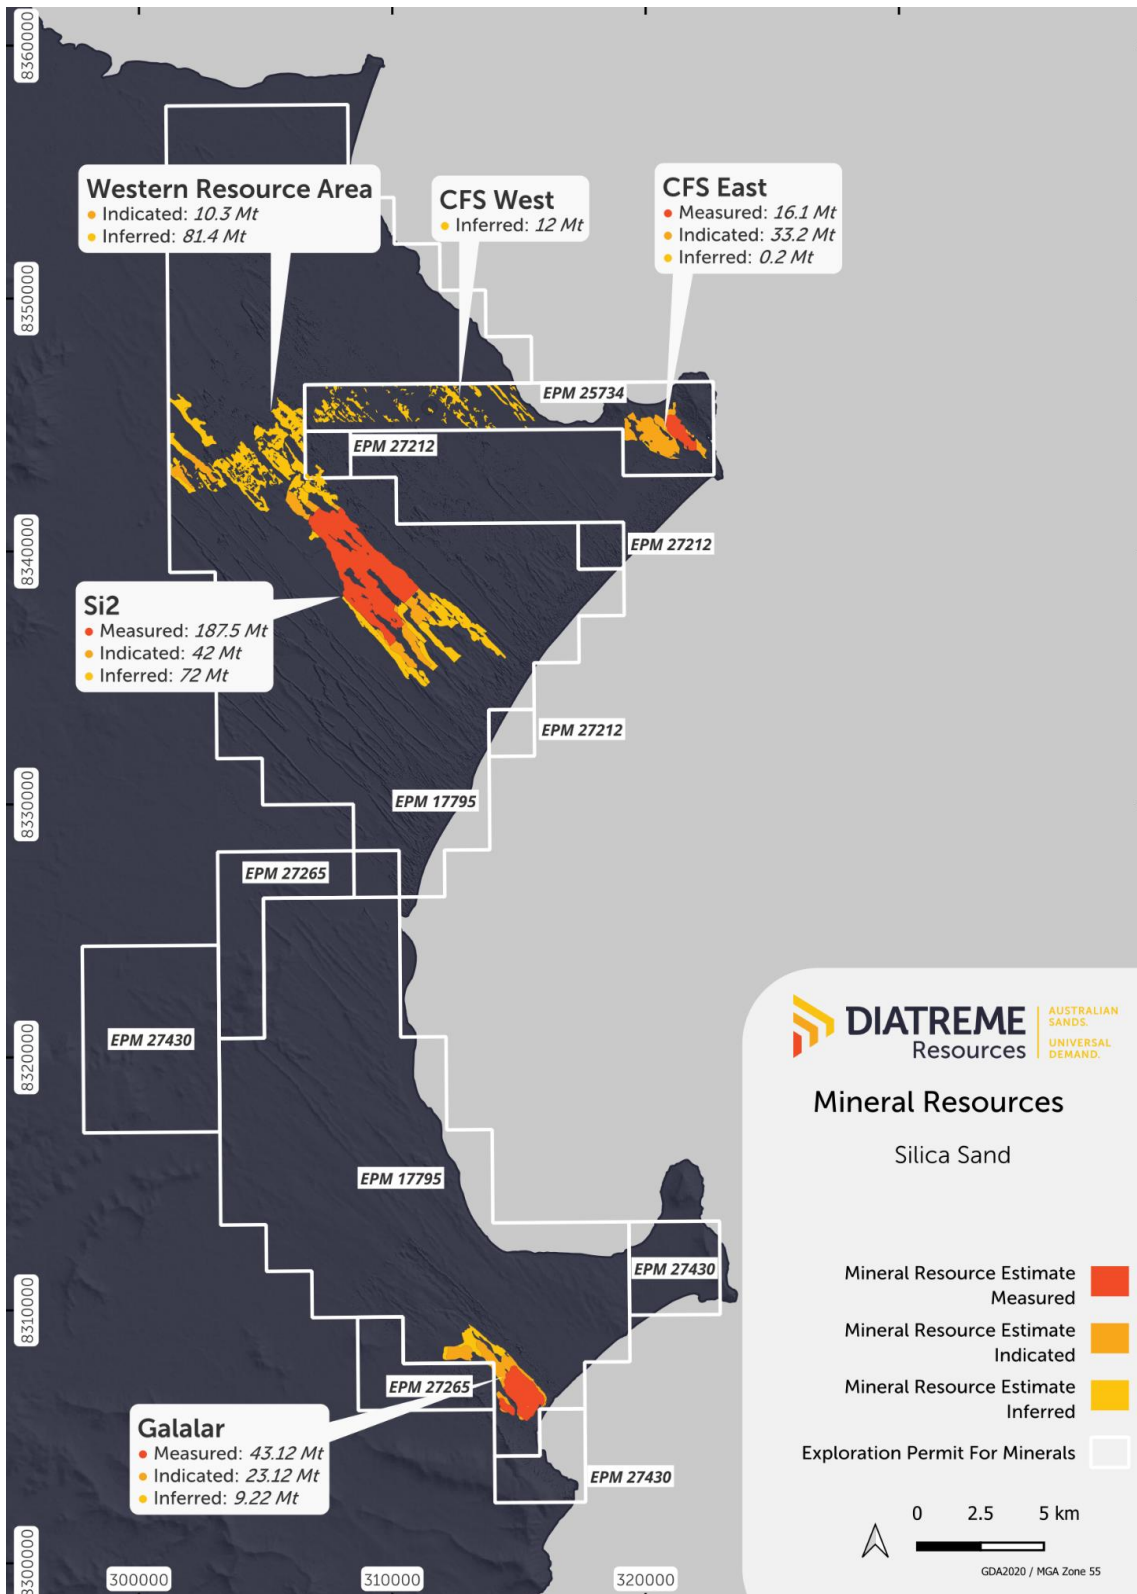 8360000
Western Resource Area
Indicated: 10.3 Mt
Inferred: 81.4 Mt
CFS West
Inferred: 12 Mt
CFS East
Measured: 16.1 Mt
Indicated: 33.2 Mt
Inferred: 0.2 Mt
8350000
EPM 25734
EPM 27212
8340000
EPM 27212
Si2
Measured: 187.5 Mt
Indicated: 42 Mt
Inferred: 72 Mt
EPM 27212
8330000
EPM 17795
EPM 27265
EPM 27430
8320000
EPM 17795
EPM 27430
8310000
EPM 27265
Galalar
Measured: 43.12 Mt
Indicated: 23.12 Mt
Inferred: 9.22 Mt
EPM 27430
8300000
300000
310000
320000
DIATREME
Resources
AUSTRALIAN
SANDS.
UNIVERSAL
DEMAND.
Mineral Resources
Silica Sand
Mineral Resource Estimate
Measured
Mineral Resource Estimate
Indicated
Mineral Resource Estimate
Inferred
Exploration Permit For Minerals
0 2.5 5 km
GDA2020 / MGA Zone 55